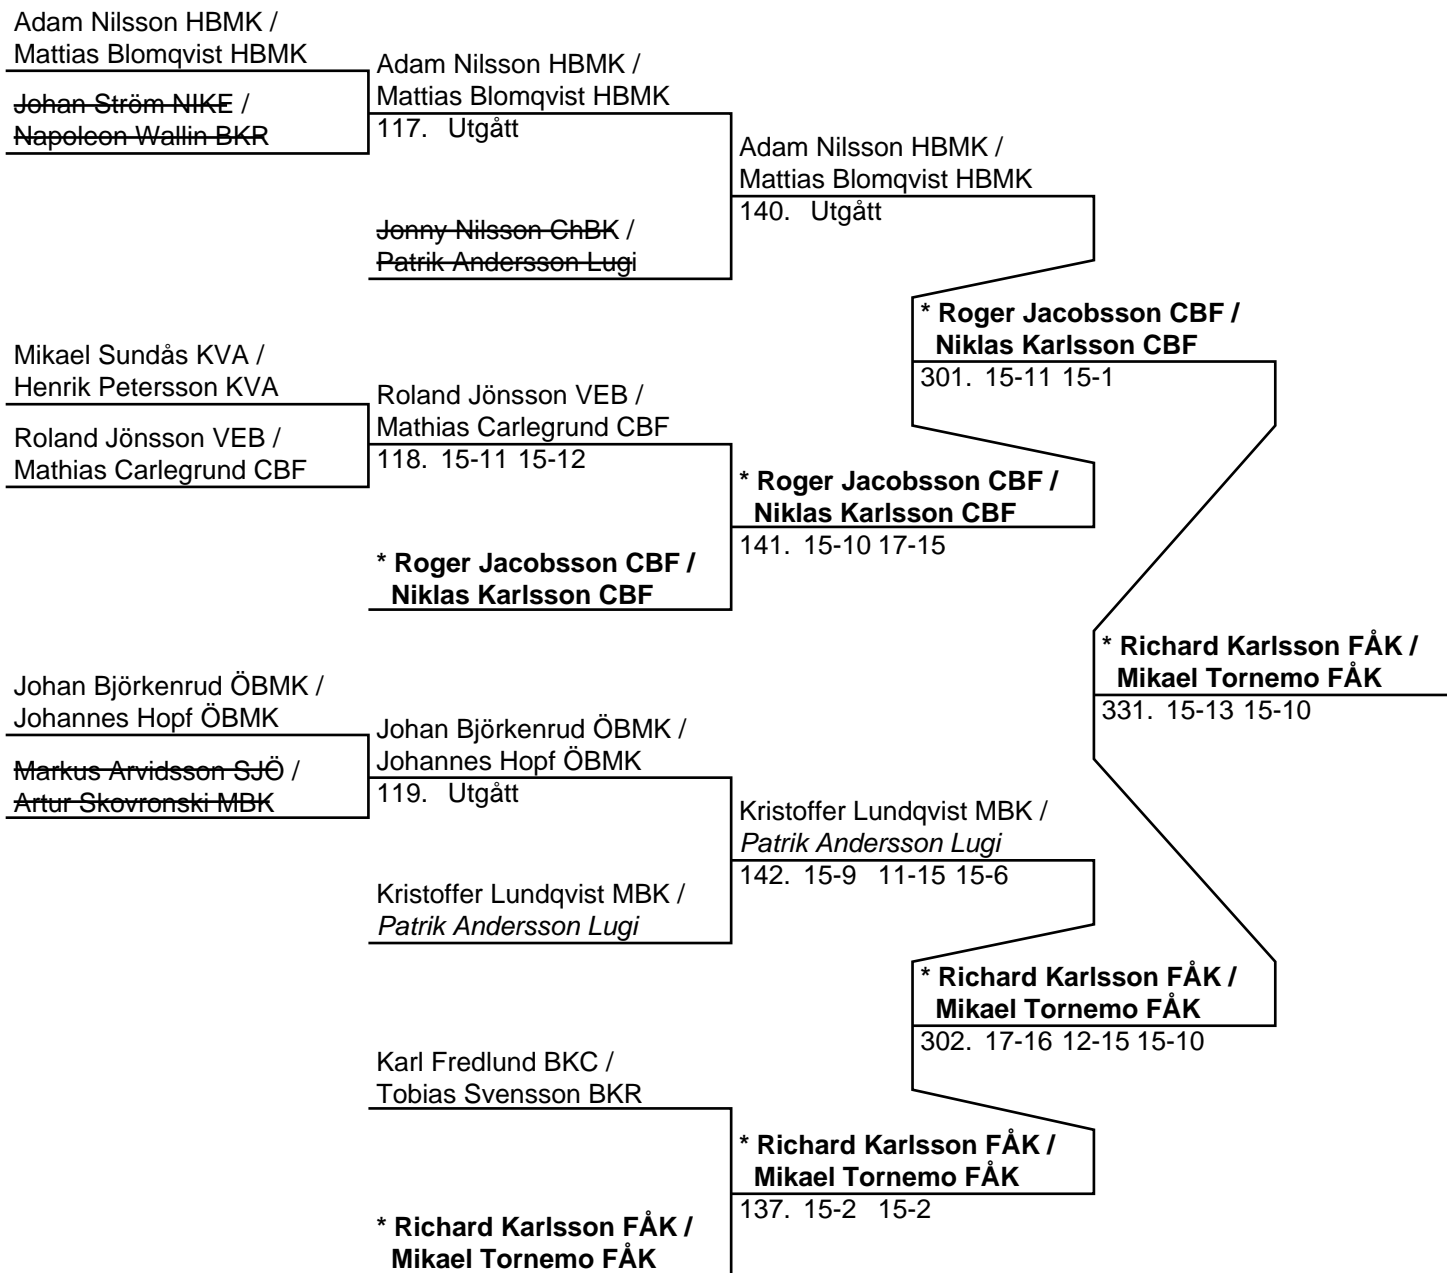 Adam Nilsson HBMK /
Mattias Blomqvist HBMK
Johan Ström NIKE /
Napoleon Wallin BKR
Adam Nilsson HBMK /
Mattias Blomqvist HBMK
117. Utgått
Jonny Nilsson ChBK /
Patrik Andersson Lugi
Adam Nilsson HBMK /
Mattias Blomqvist HBMK
140. Utgått
Mikael Sundås KVA /
Henrik Petersson KVA
Roland Jönsson VEB /
Mathias Carlegrund CBF
Roland Jönsson VEB /
Mathias Carlegrund CBF
118. 15-11 15-12
* Roger Jacobsson CBF /
Niklas Karlsson CBF
* Roger Jacobsson CBF /
Niklas Karlsson CBF
141. 15-10 17-15
* Roger Jacobsson CBF /
Niklas Karlsson CBF
301. 15-11 15-1
Johan Björkenrud ÖBMK /
Johannes Hopf ÖBMK
Markus Arvidsson SJÖ /
Artur Skovronski MBK
Johan Björkenrud ÖBMK /
Johannes Hopf ÖBMK
119. Utgått
Kristoffer Lundqvist MBK /
Patrik Andersson Lugi
Kristoffer Lundqvist MBK /
Patrik Andersson Lugi
142. 15-9 11-15 15-6
Karl Fredlund BKC /
Tobias Svensson BKR
* Richard Karlsson FÅK /
Mikael Tornemo FÅK
* Richard Karlsson FÅK /
Mikael Tornemo FÅK
137. 15-2 15-2
* Richard Karlsson FÅK /
Mikael Tornemo FÅK
302. 17-16 12-15 15-10
* Richard Karlsson FÅK /
Mikael Tornemo FÅK
331. 15-13 15-10